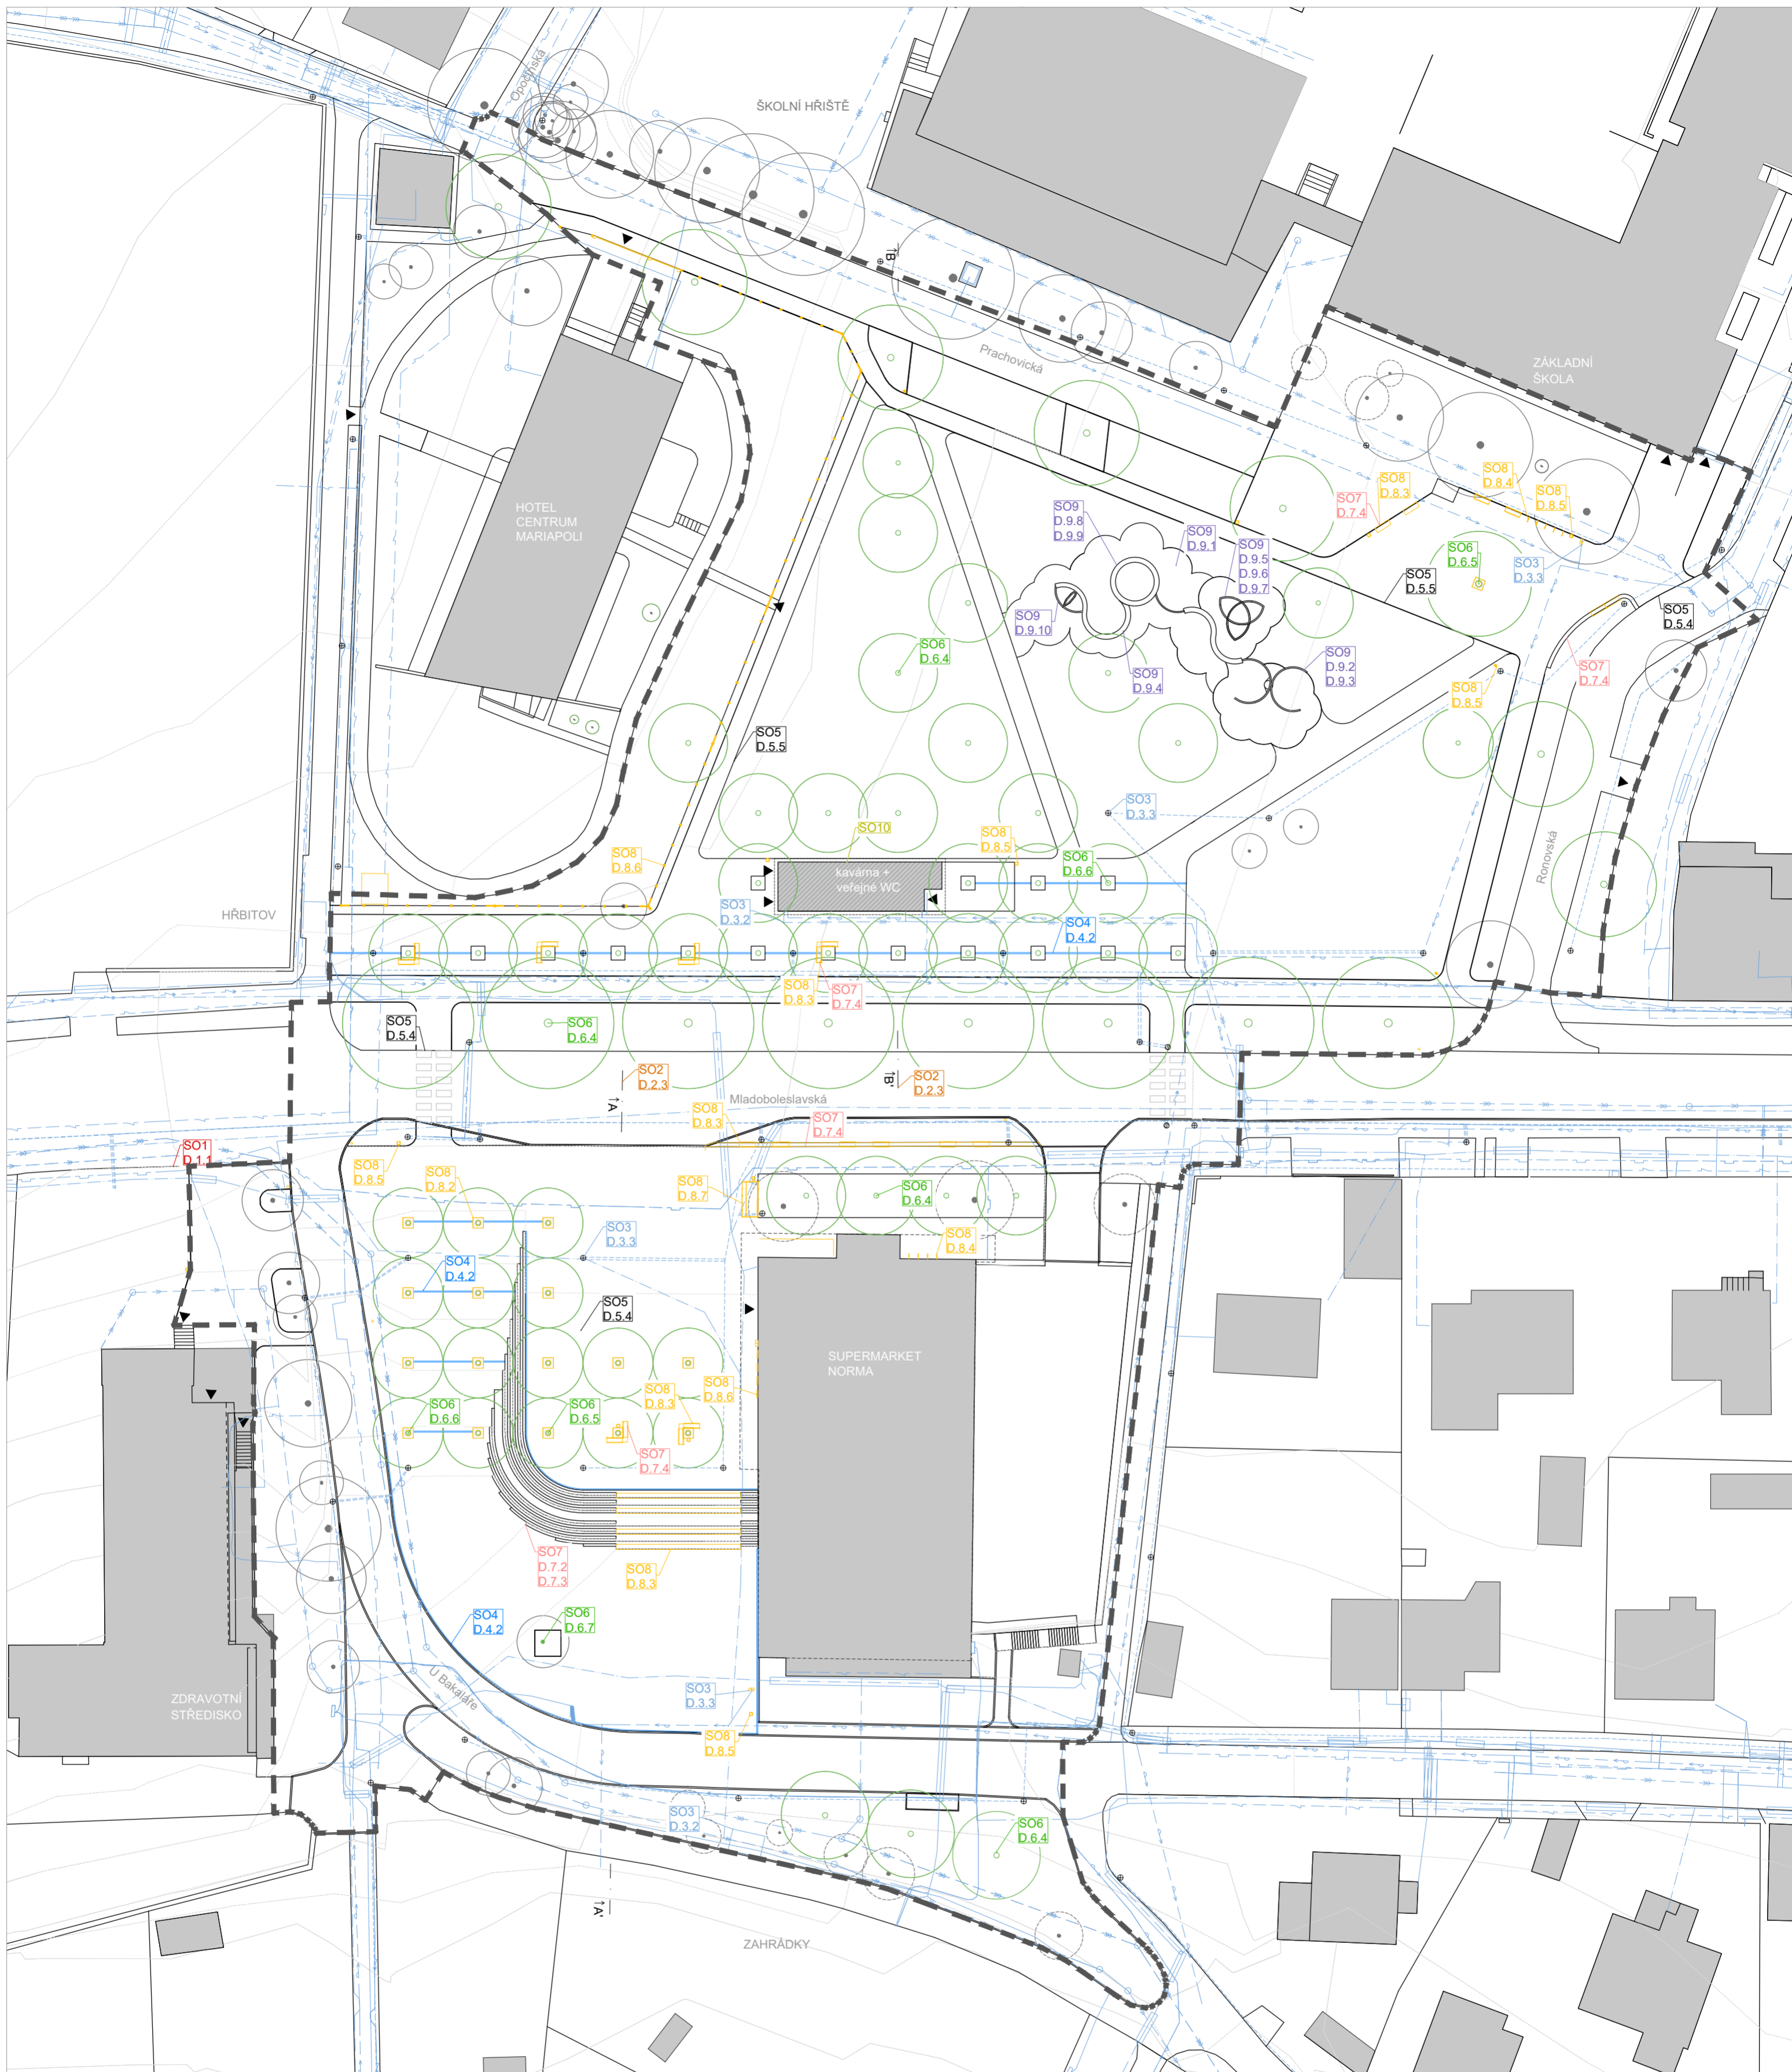 Opočínská
ŠKOLNÍ HŘIŠTĚ
B
Prachovická
ZÁKLADNÍ
ŠKOLA
SO8
D.8.4
SO8
D.8.3
SO8
D.8.5
SO7
D.7.4
HOTEL
CENTRUM
MARIAPOLI
SO9
D.9.8
D.9.9
SO9
D.9.1
SO9
D.9.5
D.9.6
D.9.7
SO6
D.6.5
SO3
D.3.3
SO5
D.5.5
SO5
D.5.4
SO9
D.9.10
SO6
D.6.4
SO9
D.9.4
SO9
D.9.2
D.9.3
SO7
D.7.4
SO8
D.8.5
SO5
D.5.5
SO3
D.3.3
SO10
SO8
D.8.5
SO8
D.8.6
SO6
D.6.6
kavárna +
veřejné WC
Ronovská
HŘBITOV
SO3
D.3.2
SO4
D.4.2
SO8
D.8.3
SO7
D.7.4
SO5
D.5.4
SO6
D.6.4
SO2
D.2.3
B'
SO2
D.2.3
A
Mladoboleslavská
SO8
D.8.3
SO7
D.7.4
SO1
D.1.1
SO8
D.8.5
SO8
D.8.2
SO8
D.8.7
SO6
D.6.4
SO3
D.3.3
SO8
D.8.4
SO4
D.4.2
SO5
D.5.4
SUPERMARKET
NORMA
SO8
D.8.3
SO8
D.8.6
SO6
D.6.6
SO6
D.6.5
SO7
D.7.4
SO7
D.7.2
D.7.3
SO8
D.8.3
SO4
D.4.2
SO6
D.6.7
U Bakaláře
ZDRAVOTNÍ
STŘEDISKO
SO3
D.3.3
SO8
D.8.5
SO3
D.3.2
SO6
D.6.4
A'
ZAHRÁDKY